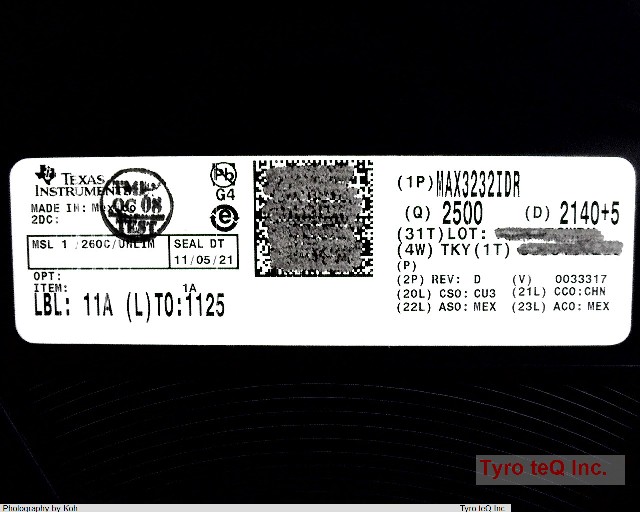 TEXAS
INSTRUMENTS
MADE IN: Mexico
2DC:
QC 08
TEST
MSL 1 /260C/UNLIM
SEAL DT
11/05/21
OPT:
ITEM: 1A
LBL: 11A (L)TO:1125
Pb
G4
e
(1P)MAX3232IDR
(Q) 2500 (D) 2140+5
(31T)LOT:
(4W) TKY(1T)
(P)
(2P) REV: D (V) 0033317
(20L) CSO: CU3 (21L) CCO:CHN
(22L) ASO: MEX (23L) ACO: MEX
Tyro teQ Inc.
Photography by Koh
Tyro teQ Inc